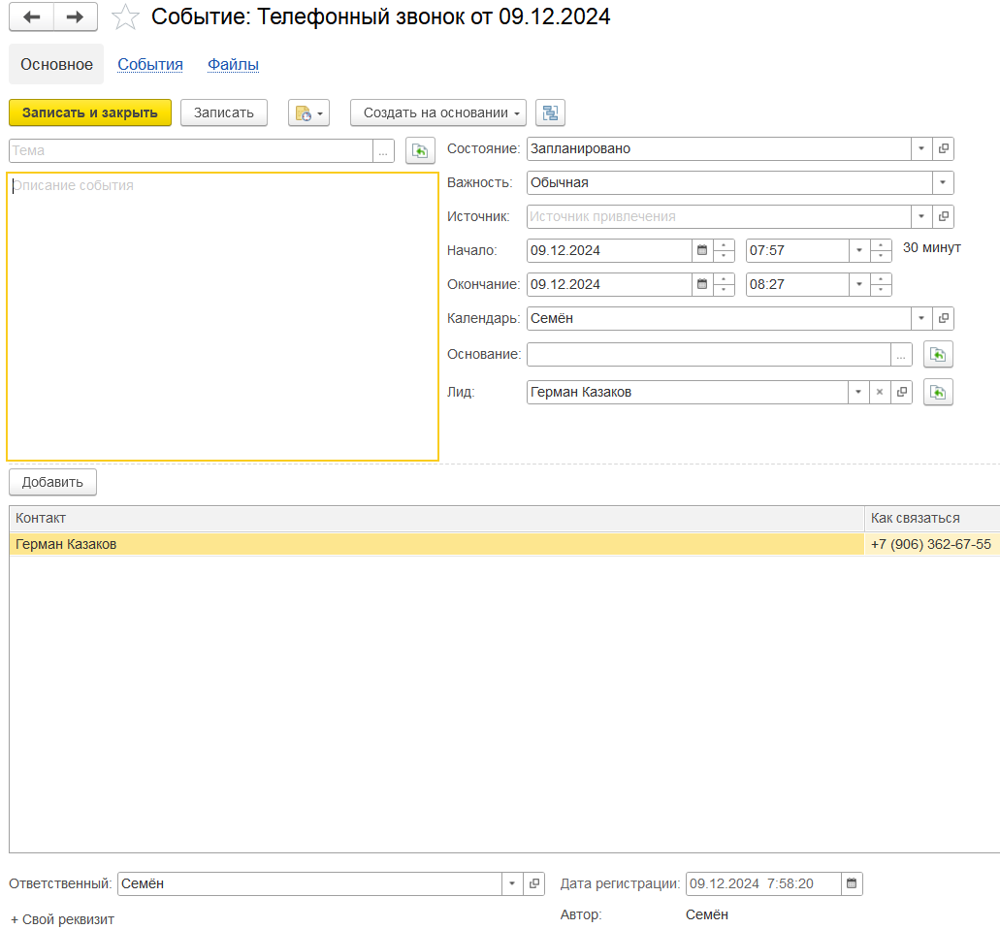 Событие: Телефонный звонок от 09.12.2024
Основное События Файлы
Записать и закрыть Записать Создать на основании
Тема ...
Описание события
Состояние: Запланировано
Важность: Обычная
Источник: Источник привлечения
Начало: 09.12.2024 07:57 30 минут
Окончание: 09.12.2024 08:27
Календарь: Семён
Основание: ...
Лид: Герман Казаков
Добавить
Контакт Как связаться
Герман Казаков +7 (906) 362-67-55
Ответственный: Семён Дата регистрации: 09.12.2024 7:58:20
+ Свой реквизит Автор: Семён